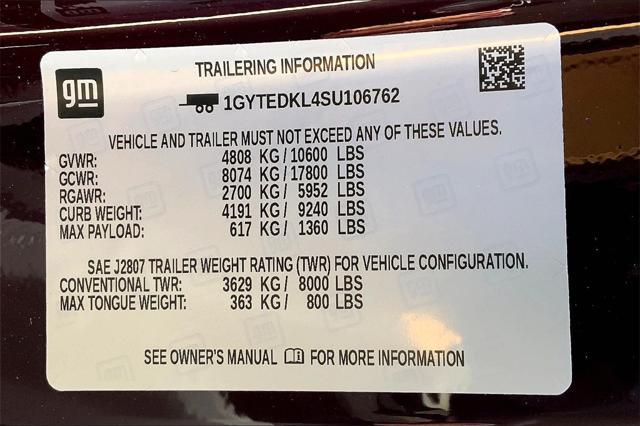 gm
TRAILERING INFORMATION
1GYTEDKL4SU106762
VEHICLE AND TRAILER MUST NOT EXCEED ANY OF THESE VALUES.
GVWR: 4808 KG / 10600 LBS
GCWR: 8074 KG / 17800 LBS
RGAWR: 2700 KG / 5952 LBS
CURB WEIGHT: 4191 KG / 9240 LBS
MAX PAYLOAD: 617 KG / 1360 LBS
SAE J2807 TRAILER WEIGHT RATING (TWR) FOR VEHICLE CONFIGURATION.
CONVENTIONAL TWR: 3629 KG / 8000 LBS
MAX TONGUE WEIGHT: 363 KG / 800 LBS
SEE OWNER'S MANUAL FOR MORE INFORMATION